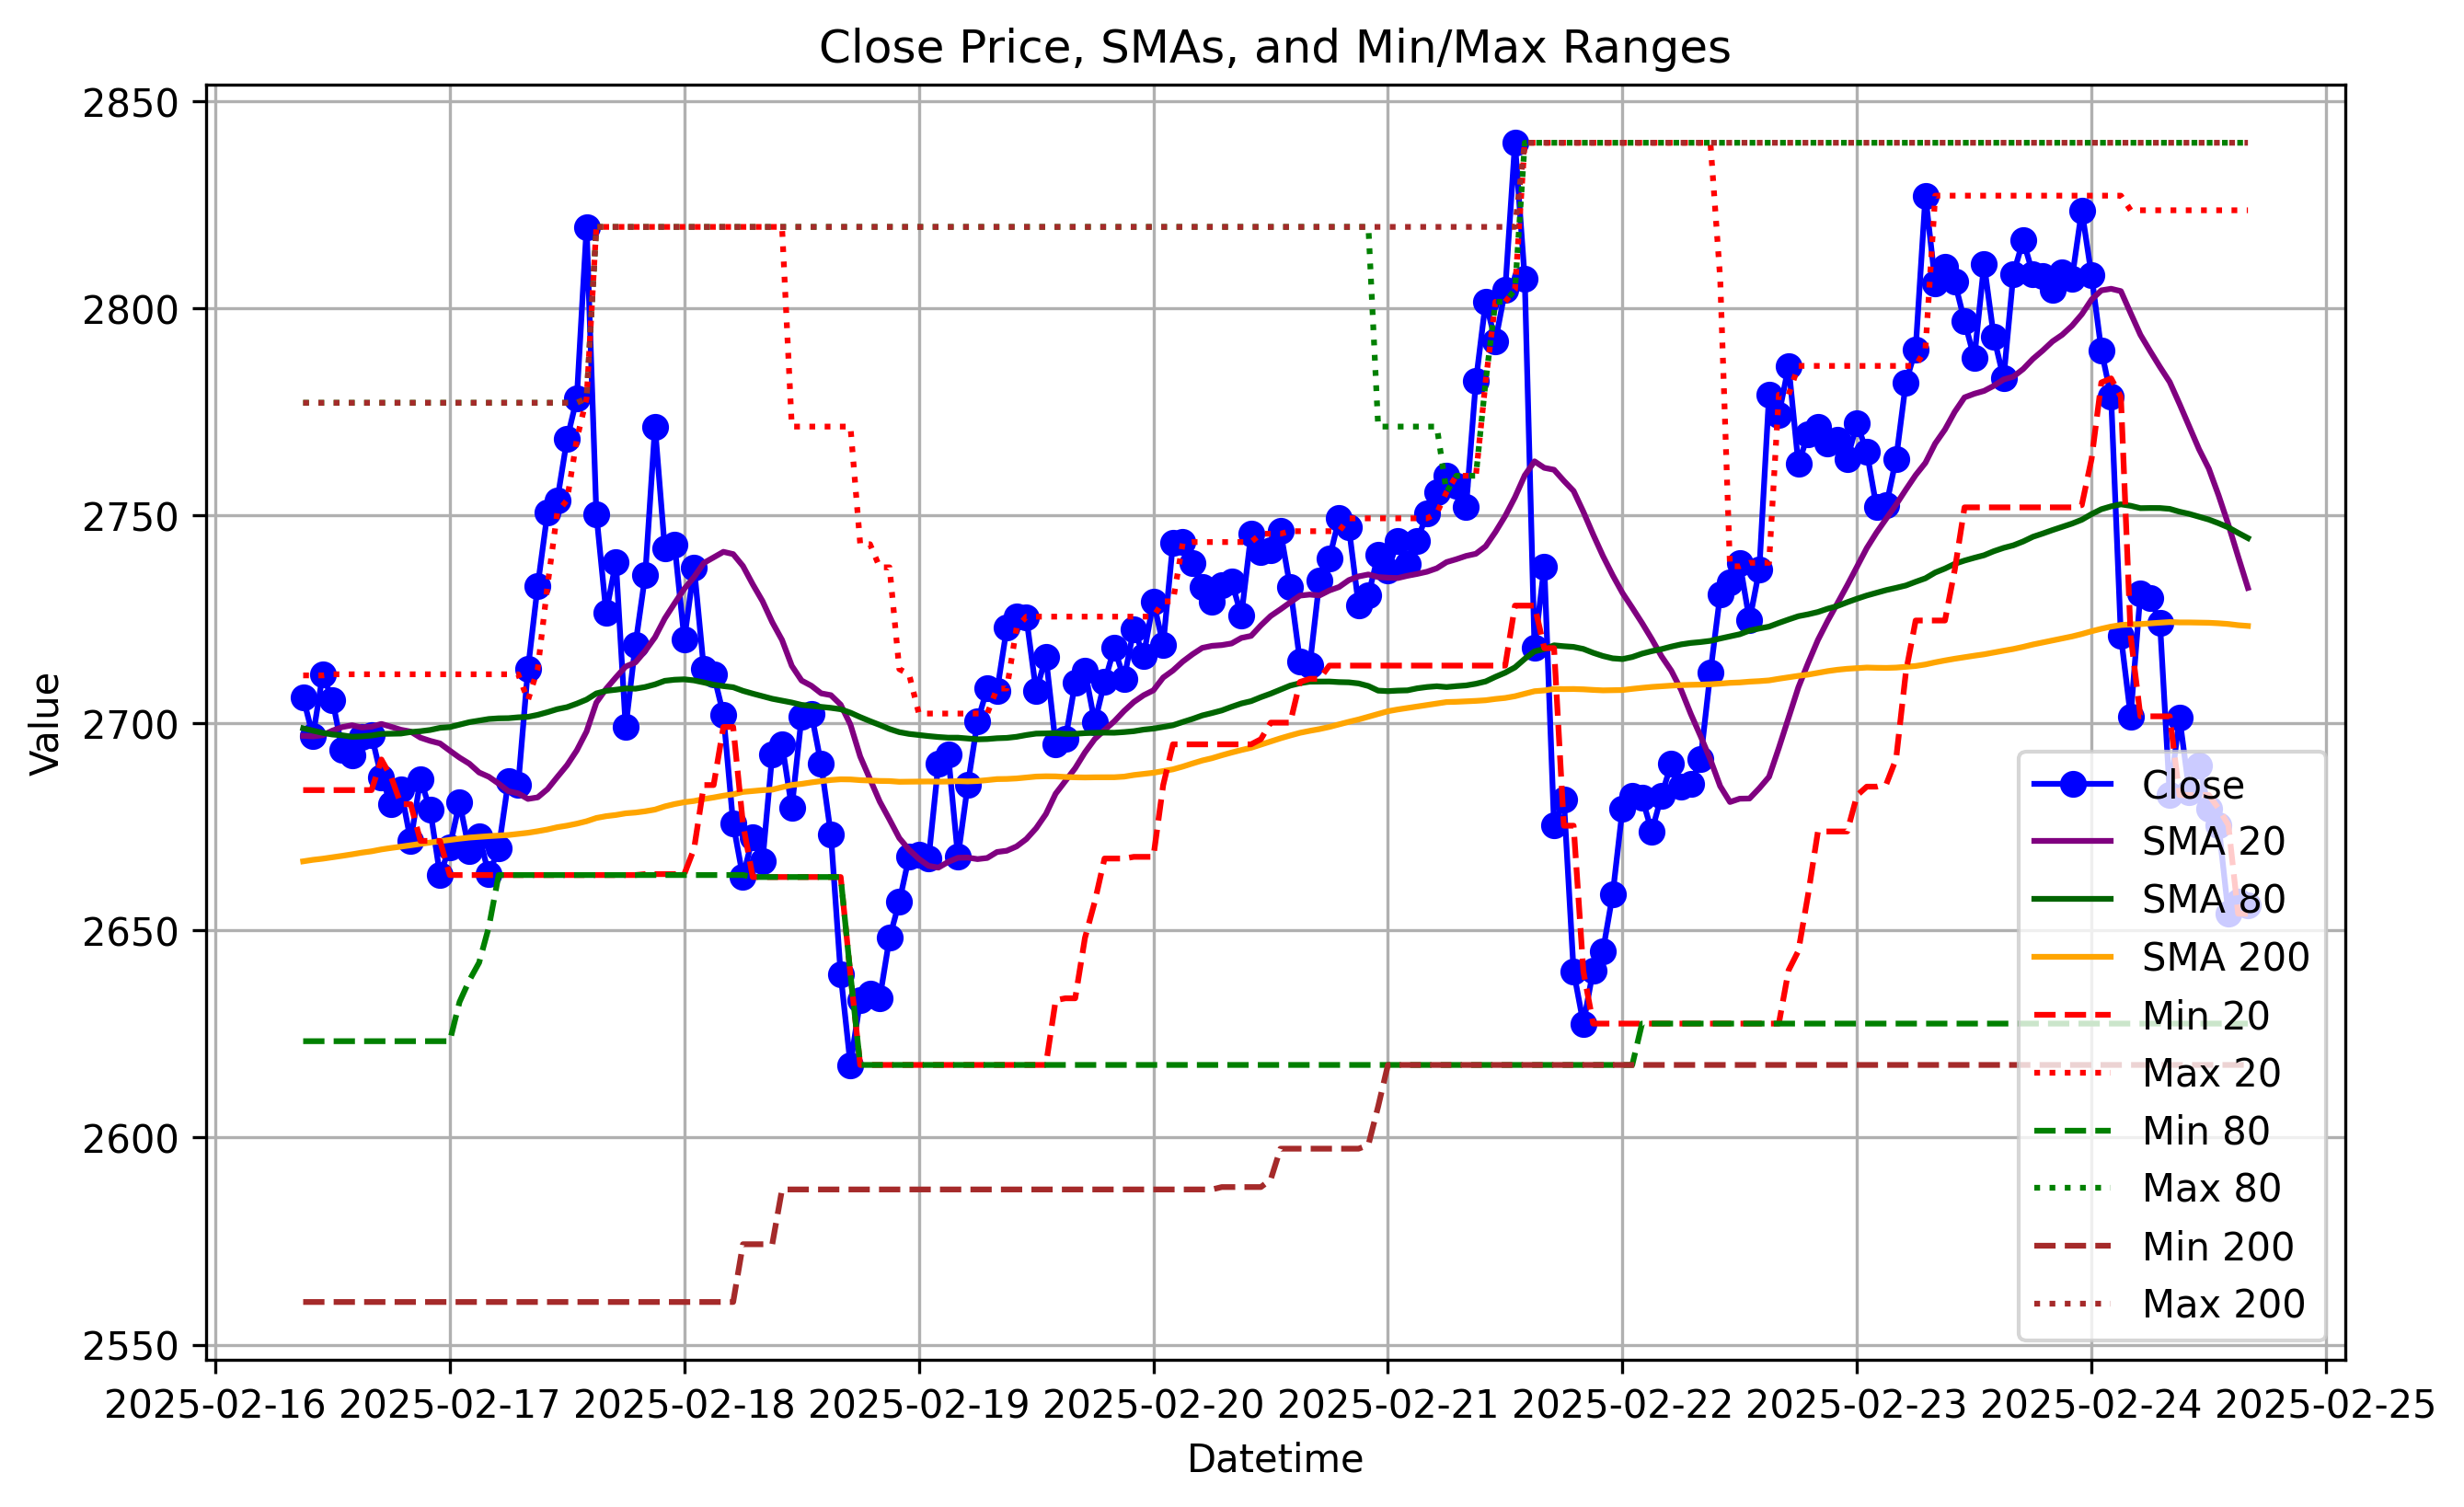 Close Price, SMAs, and Min/Max Ranges
2850
2800
2750
2700
2650
2600
2550
Value
Close
SMA 20
SMA 80
SMA 200
Min 20
Max 20
Min 80
Max 80
Min 200
Max 200
2025-02-16 2025-02-17 2025-02-18 2025-02-19 2025-02-20 2025-02-21 2025-02-22 2025-02-23 2025-02-24 2025-02-25
Datetime